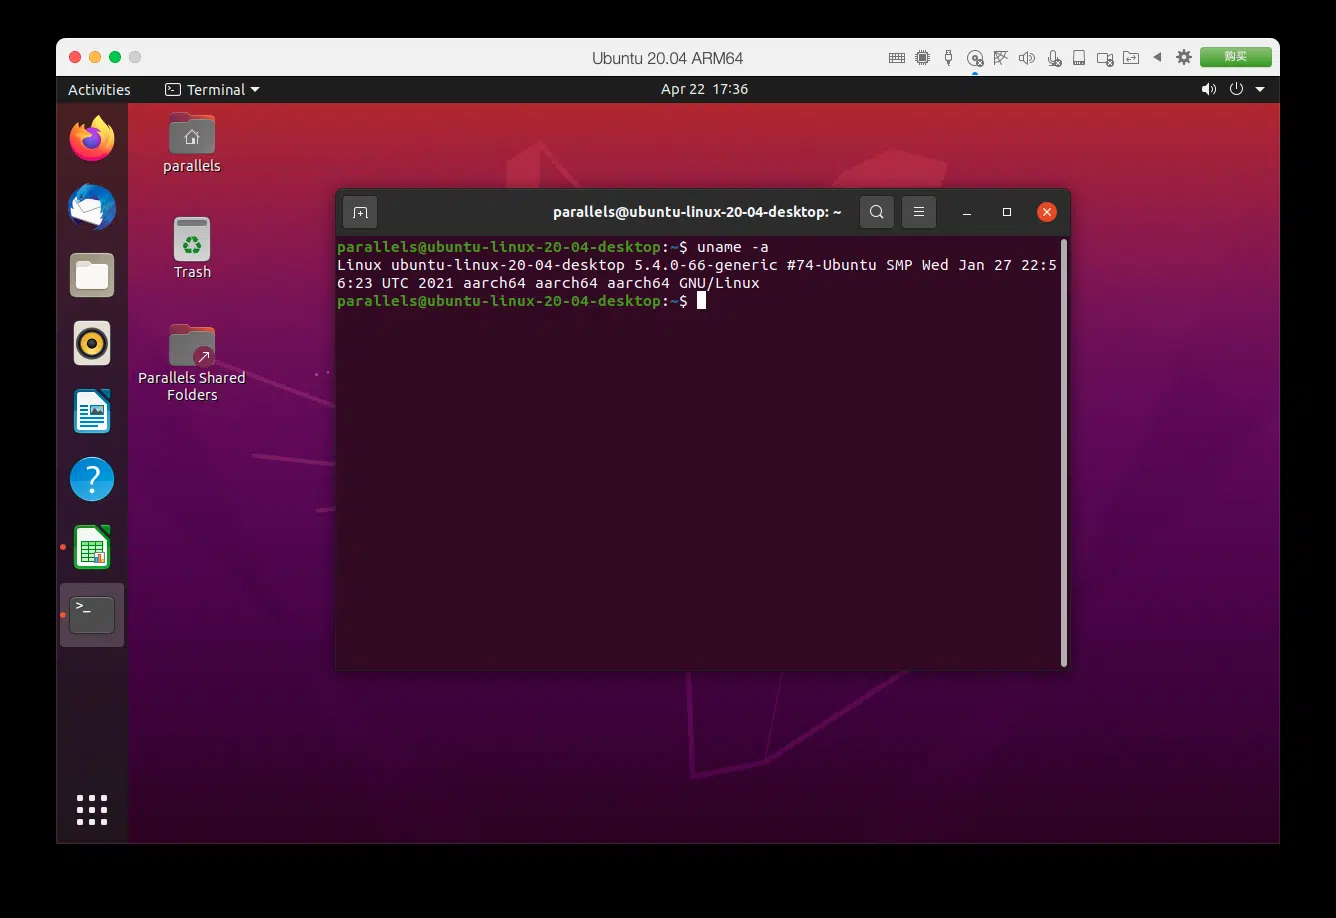 Ubuntu 20.04 ARM64
购买
Activities
Terminal
Apr 22 17:36
parallels
Trash
Parallels Shared
Folders
parallels@ubuntu-linux-20-04-desktop: ~
parallels@ubuntu-linux-20-04-desktop:~$ uname -a
Linux ubuntu-linux-20-04-desktop 5.4.0-66-generic #74-Ubuntu SMP Wed Jan 27 22:5
6:23 UTC 2021 aarch64 aarch64 aarch64 GNU/Linux
parallels@ubuntu-linux-20-04-desktop:~$